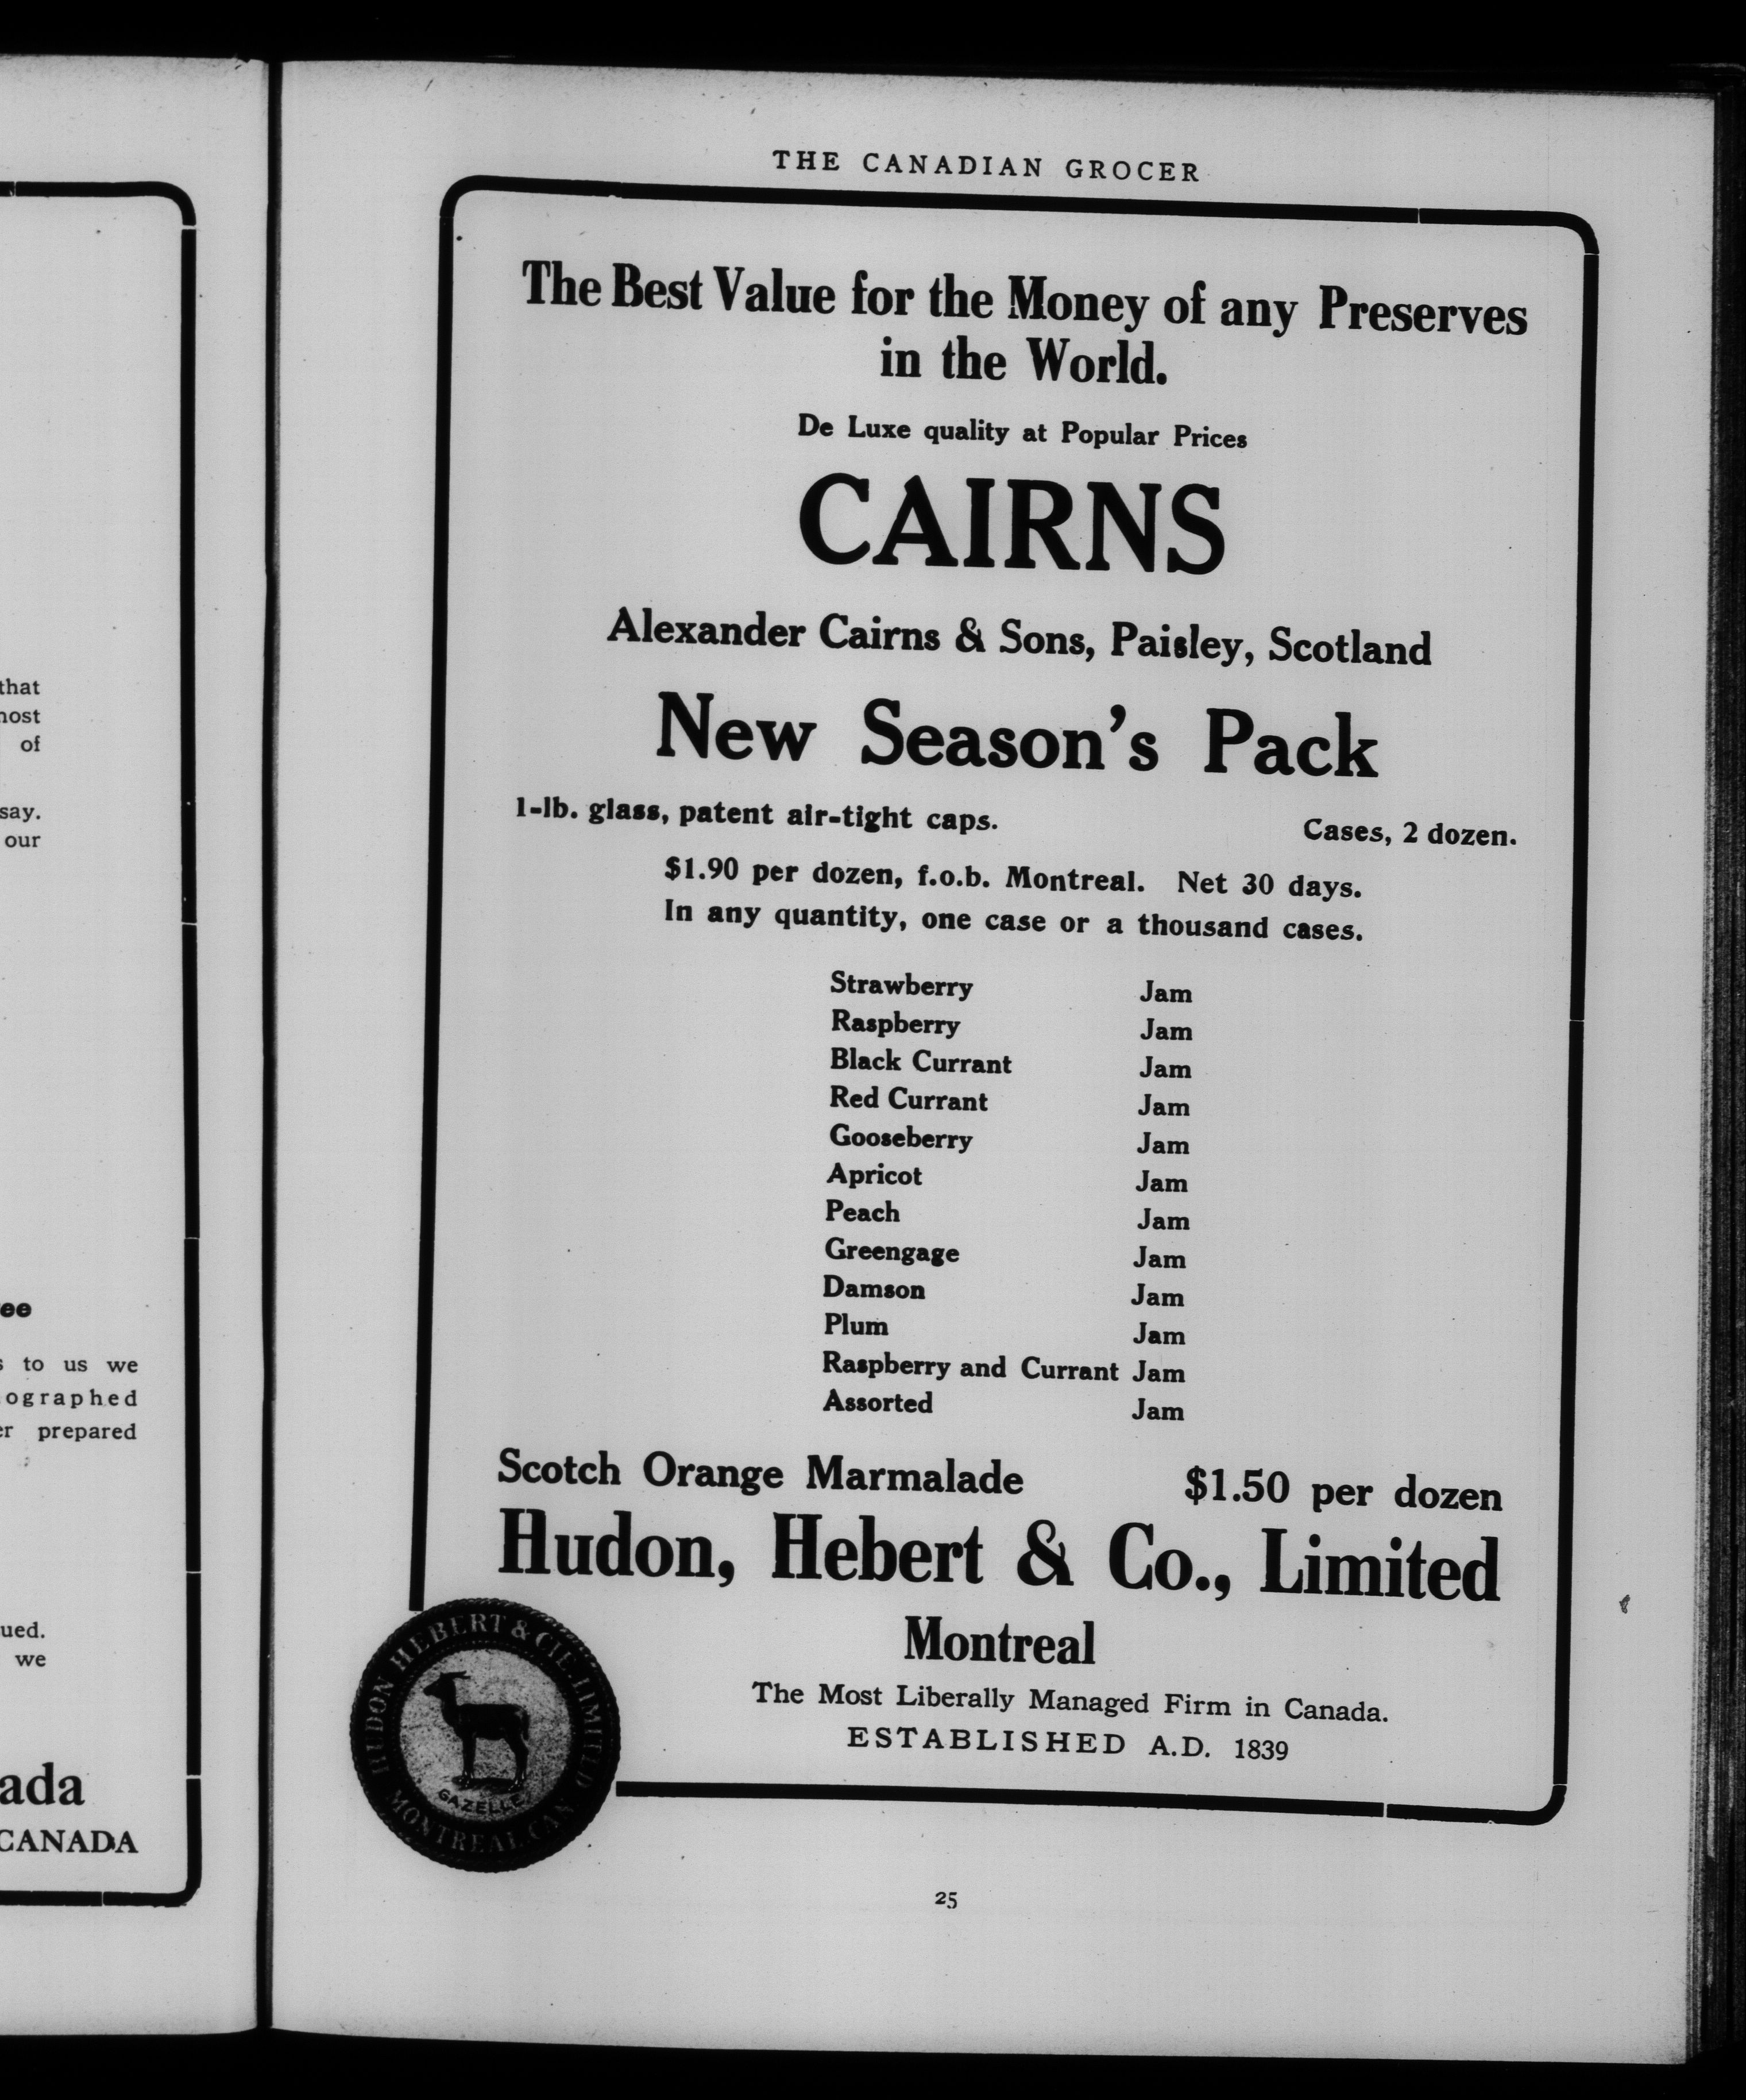 that
of
say.
our
to us we
prepared
we
CANADA
THE CANADIAN GROCER
The Best Value for the Money of any Preserves
in the World.
De Luxe quality at Popular Prices
CAIRNS
Alexander Cairns & Sons, Paisley, Scotland
New Season's Pack
1-lb. glass, patent air-tight caps. Cases, 2 dozen.
$1.90 per dozen, f.o.b. Montreal. Net 30 days.
In any quantity, one case or a thousand cases.
Strawberry Jam
Raspberry Jam
Black Currant Jam
Red Currant Jam
Gooseberry Jam
Apricot Jam
Peach Jam
Greengage Jam
Damson Jam
Plum Jam
Raspberry and Currant Jam
Assorted Jam
Scotch Orange Marmalade $1.50 per dozen
Hudon, Hebert & Co., Limited
Montreal
The Most Liberally Managed Firm in Canada.
ESTABLISHED A.D. 1839
HUDON HEBERT & CIE. LIMITED
GAZELLE
MONTREAL CAN
25